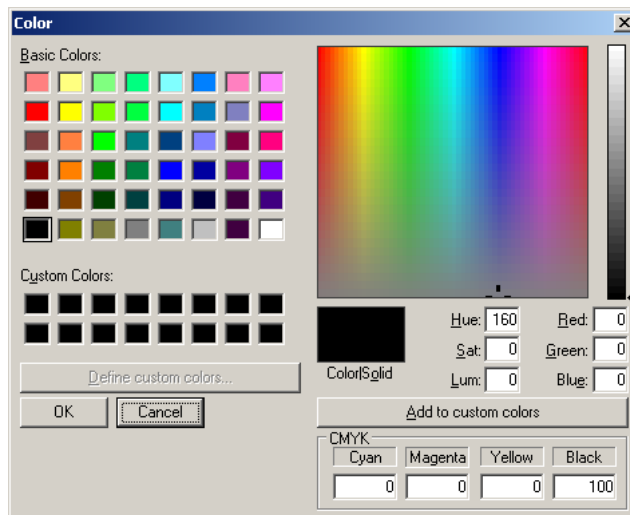 Color
Basic Colors:
Custom Colors:
Define custom colors...
OK Cancel
Color|Solid
Hue: 160 Red: 0
Sat: 0 Green: 0
Lum: 0 Blue: 0
Add to custom colors
CMYK
Cyan Magenta Yellow Black
0 0 0 100